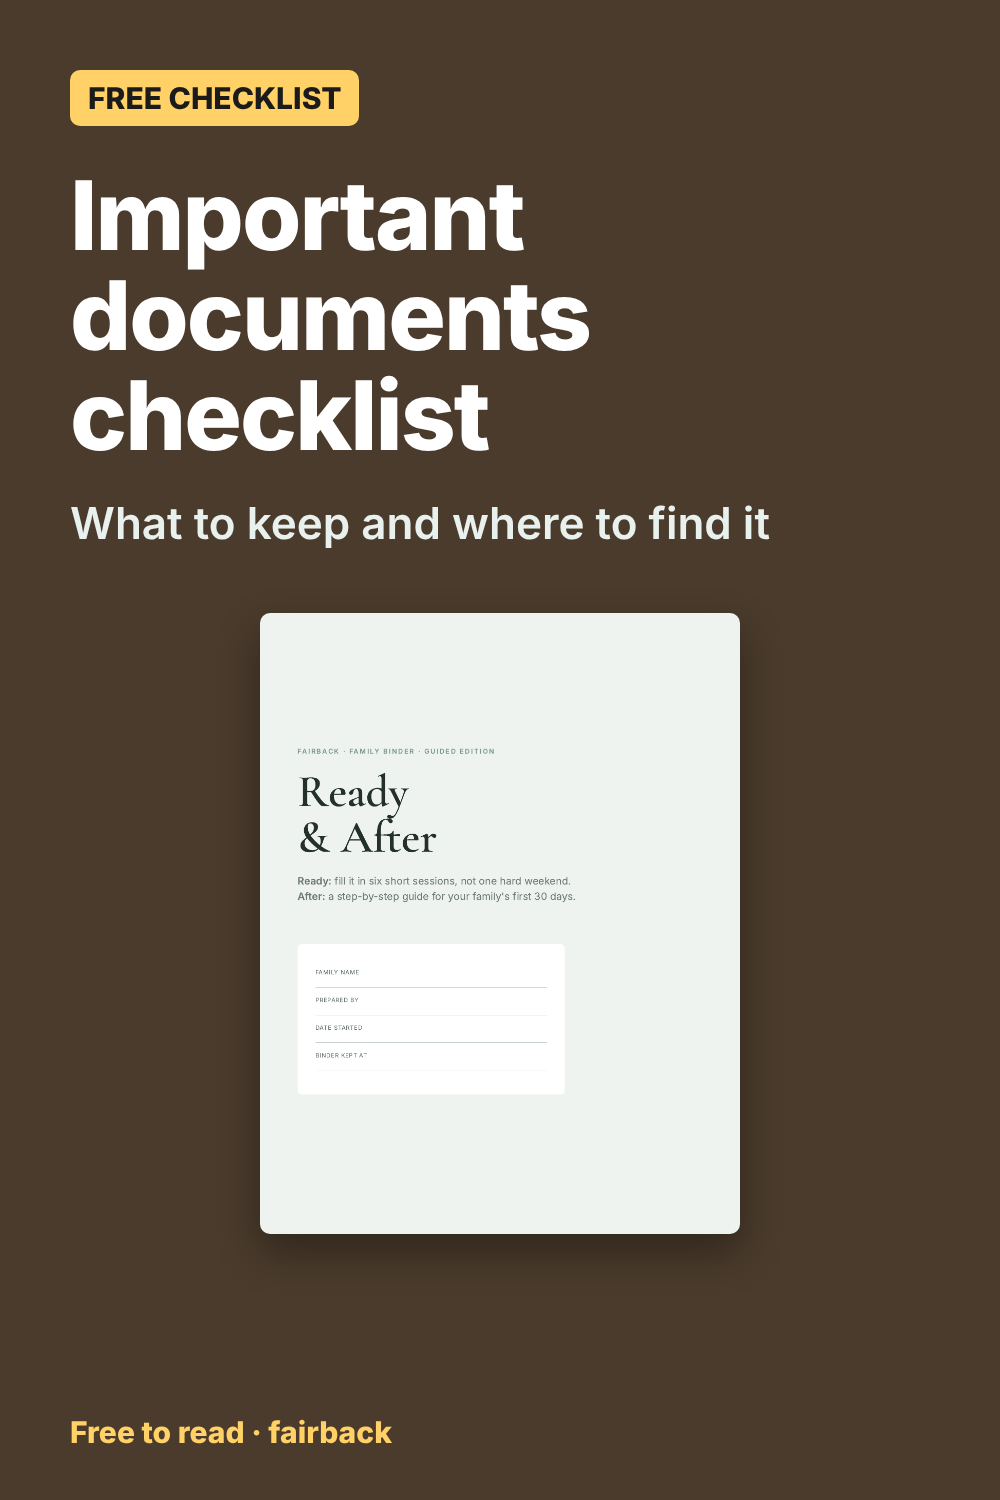 FREE CHECKLIST
Important
documents
checklist
What to keep and where to find it
FAIRBACK · FAMILY BINDER · GUIDED EDITION
Ready
& After
Ready: fill it in six short sessions, not one hard weekend.
After: a step-by-step guide for your family's first 30 days.
FAMILY NAME
PREPARED BY
DATE STARTED
BINDER KEPT AT
Free to read · fairback